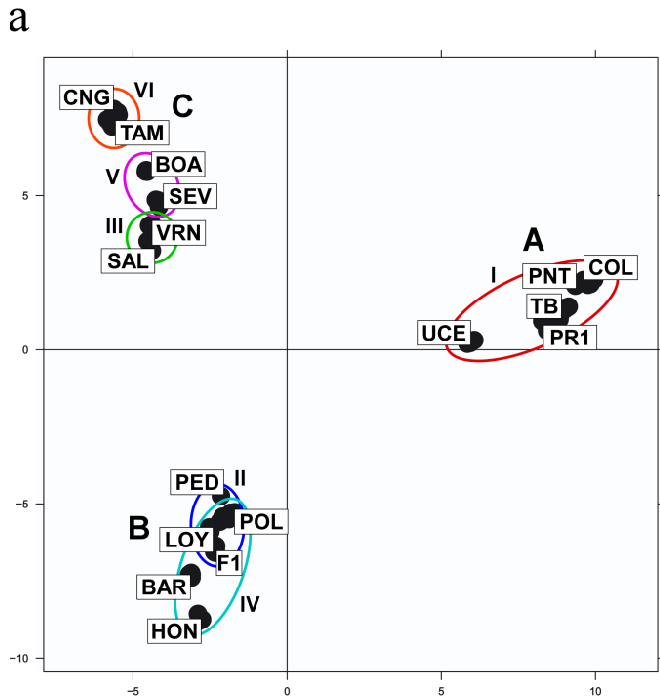 a
CNG
VI
C
TAM
V
BOA
SEV
III
VRN
SAL
A
I
PNT
COL
TB
UCE
PR1
PED
II
B
LOY
POL
F1
BAR
IV
HON
5
0
−5
−10
−5
0
5
10